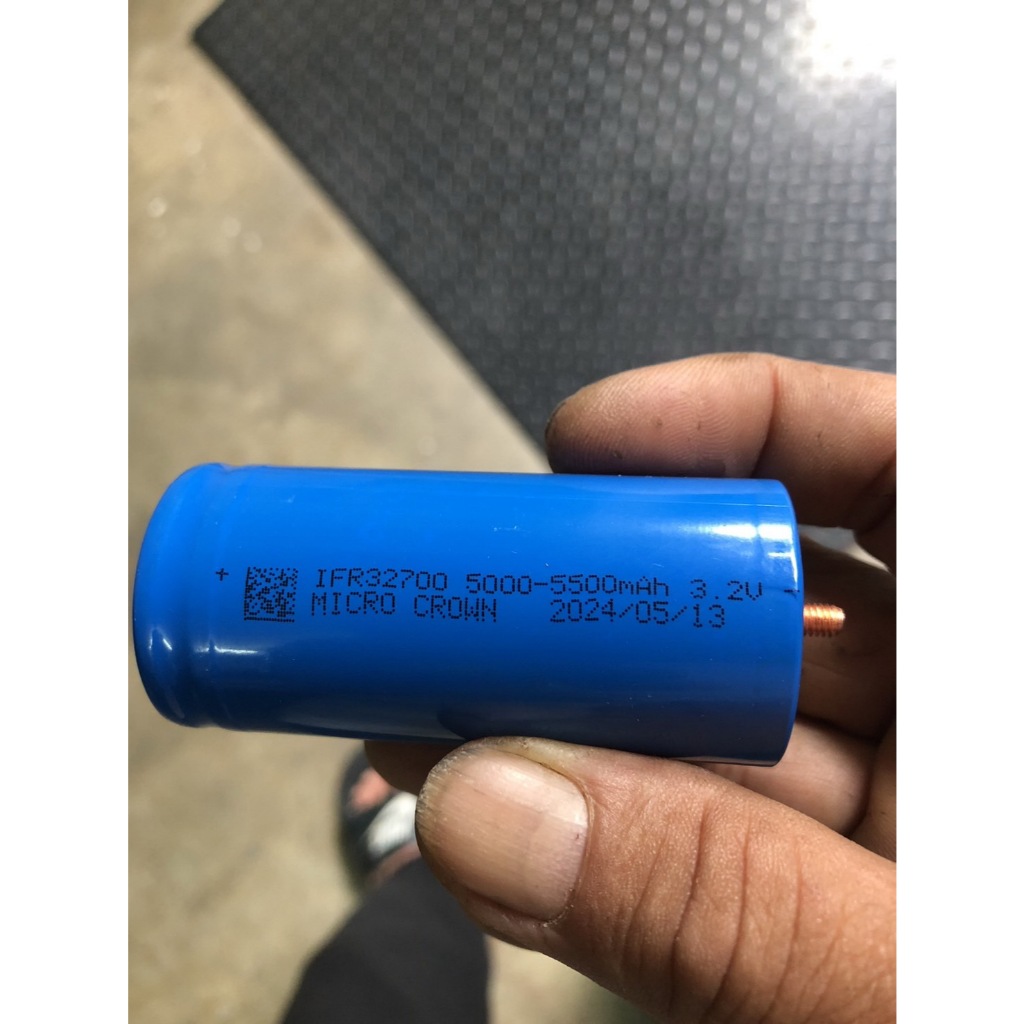 + IFR32700 5000-5500mAh 3.2V -
MICRO CROWN 2024/05/13